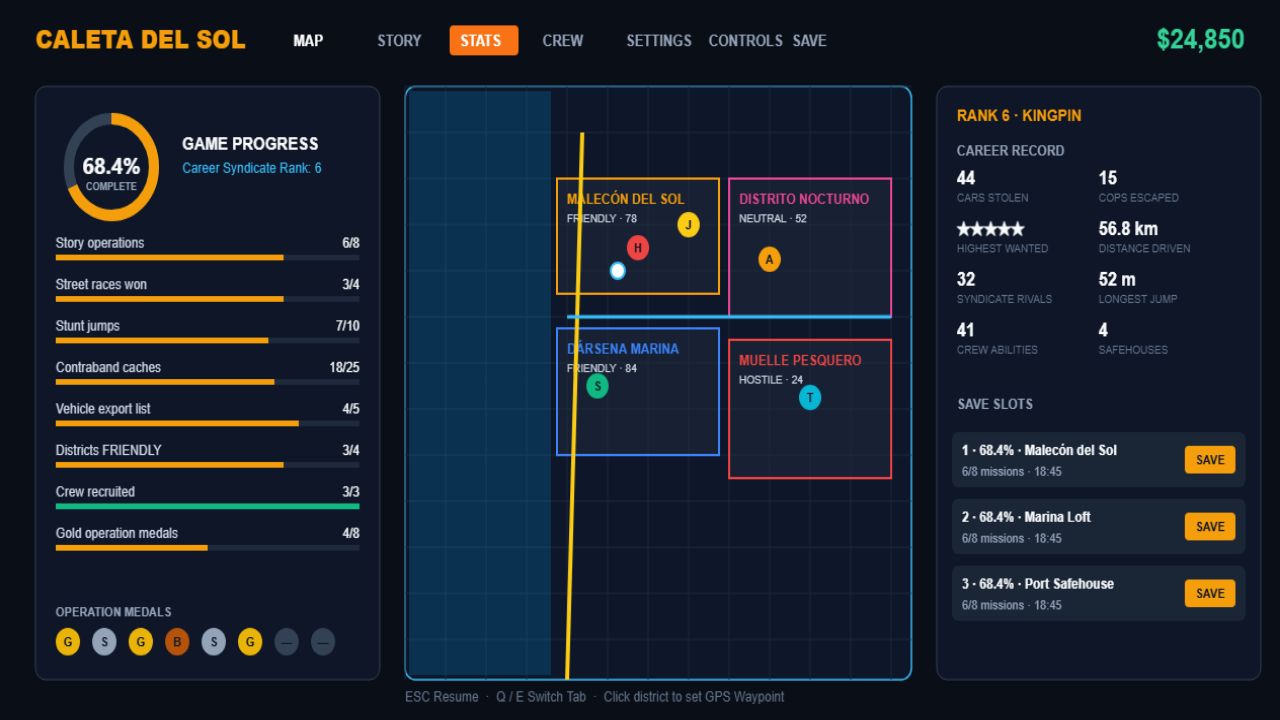 CALETA DEL SOL
MAP
STORY
STATS
CREW
SETTINGS
CONTROLS
SAVE
$24,850
68.4%
COMPLETE
GAME PROGRESS
Career Syndicate Rank: 6
Story operations 6/8
Street races won 3/4
Stunt jumps 7/10
Contraband caches 18/25
Vehicle export list 4/5
Districts FRIENDLY 3/4
Crew recruited 3/3
Gold operation medals 4/8
OPERATION MEDALS
G S G B S G — —
MALECÓN DEL SOL
FRIENDLY · 78
J
H
DISTRITO NOCTURNO
NEUTRAL · 52
A
DÁRSENA MARINA
FRIENDLY · 84
S
MUELLE PESQUERO
HOSTILE · 24
T
RANK 6 · KINGPIN
CAREER RECORD
44
CARS STOLEN
15
COPS ESCAPED
★★★★★
HIGHEST WANTED
56.8 km
DISTANCE DRIVEN
32
SYNDICATE RIVALS
52 m
LONGEST JUMP
41
CREW ABILITIES
4
SAFEHOUSES
SAVE SLOTS
1 · 68.4% · Malecón del Sol
6/8 missions · 18:45
SAVE
2 · 68.4% · Marina Loft
6/8 missions · 18:45
SAVE
3 · 68.4% · Port Safehouse
6/8 missions · 18:45
SAVE
ESC Resume · Q / E Switch Tab · Click district to set GPS Waypoint